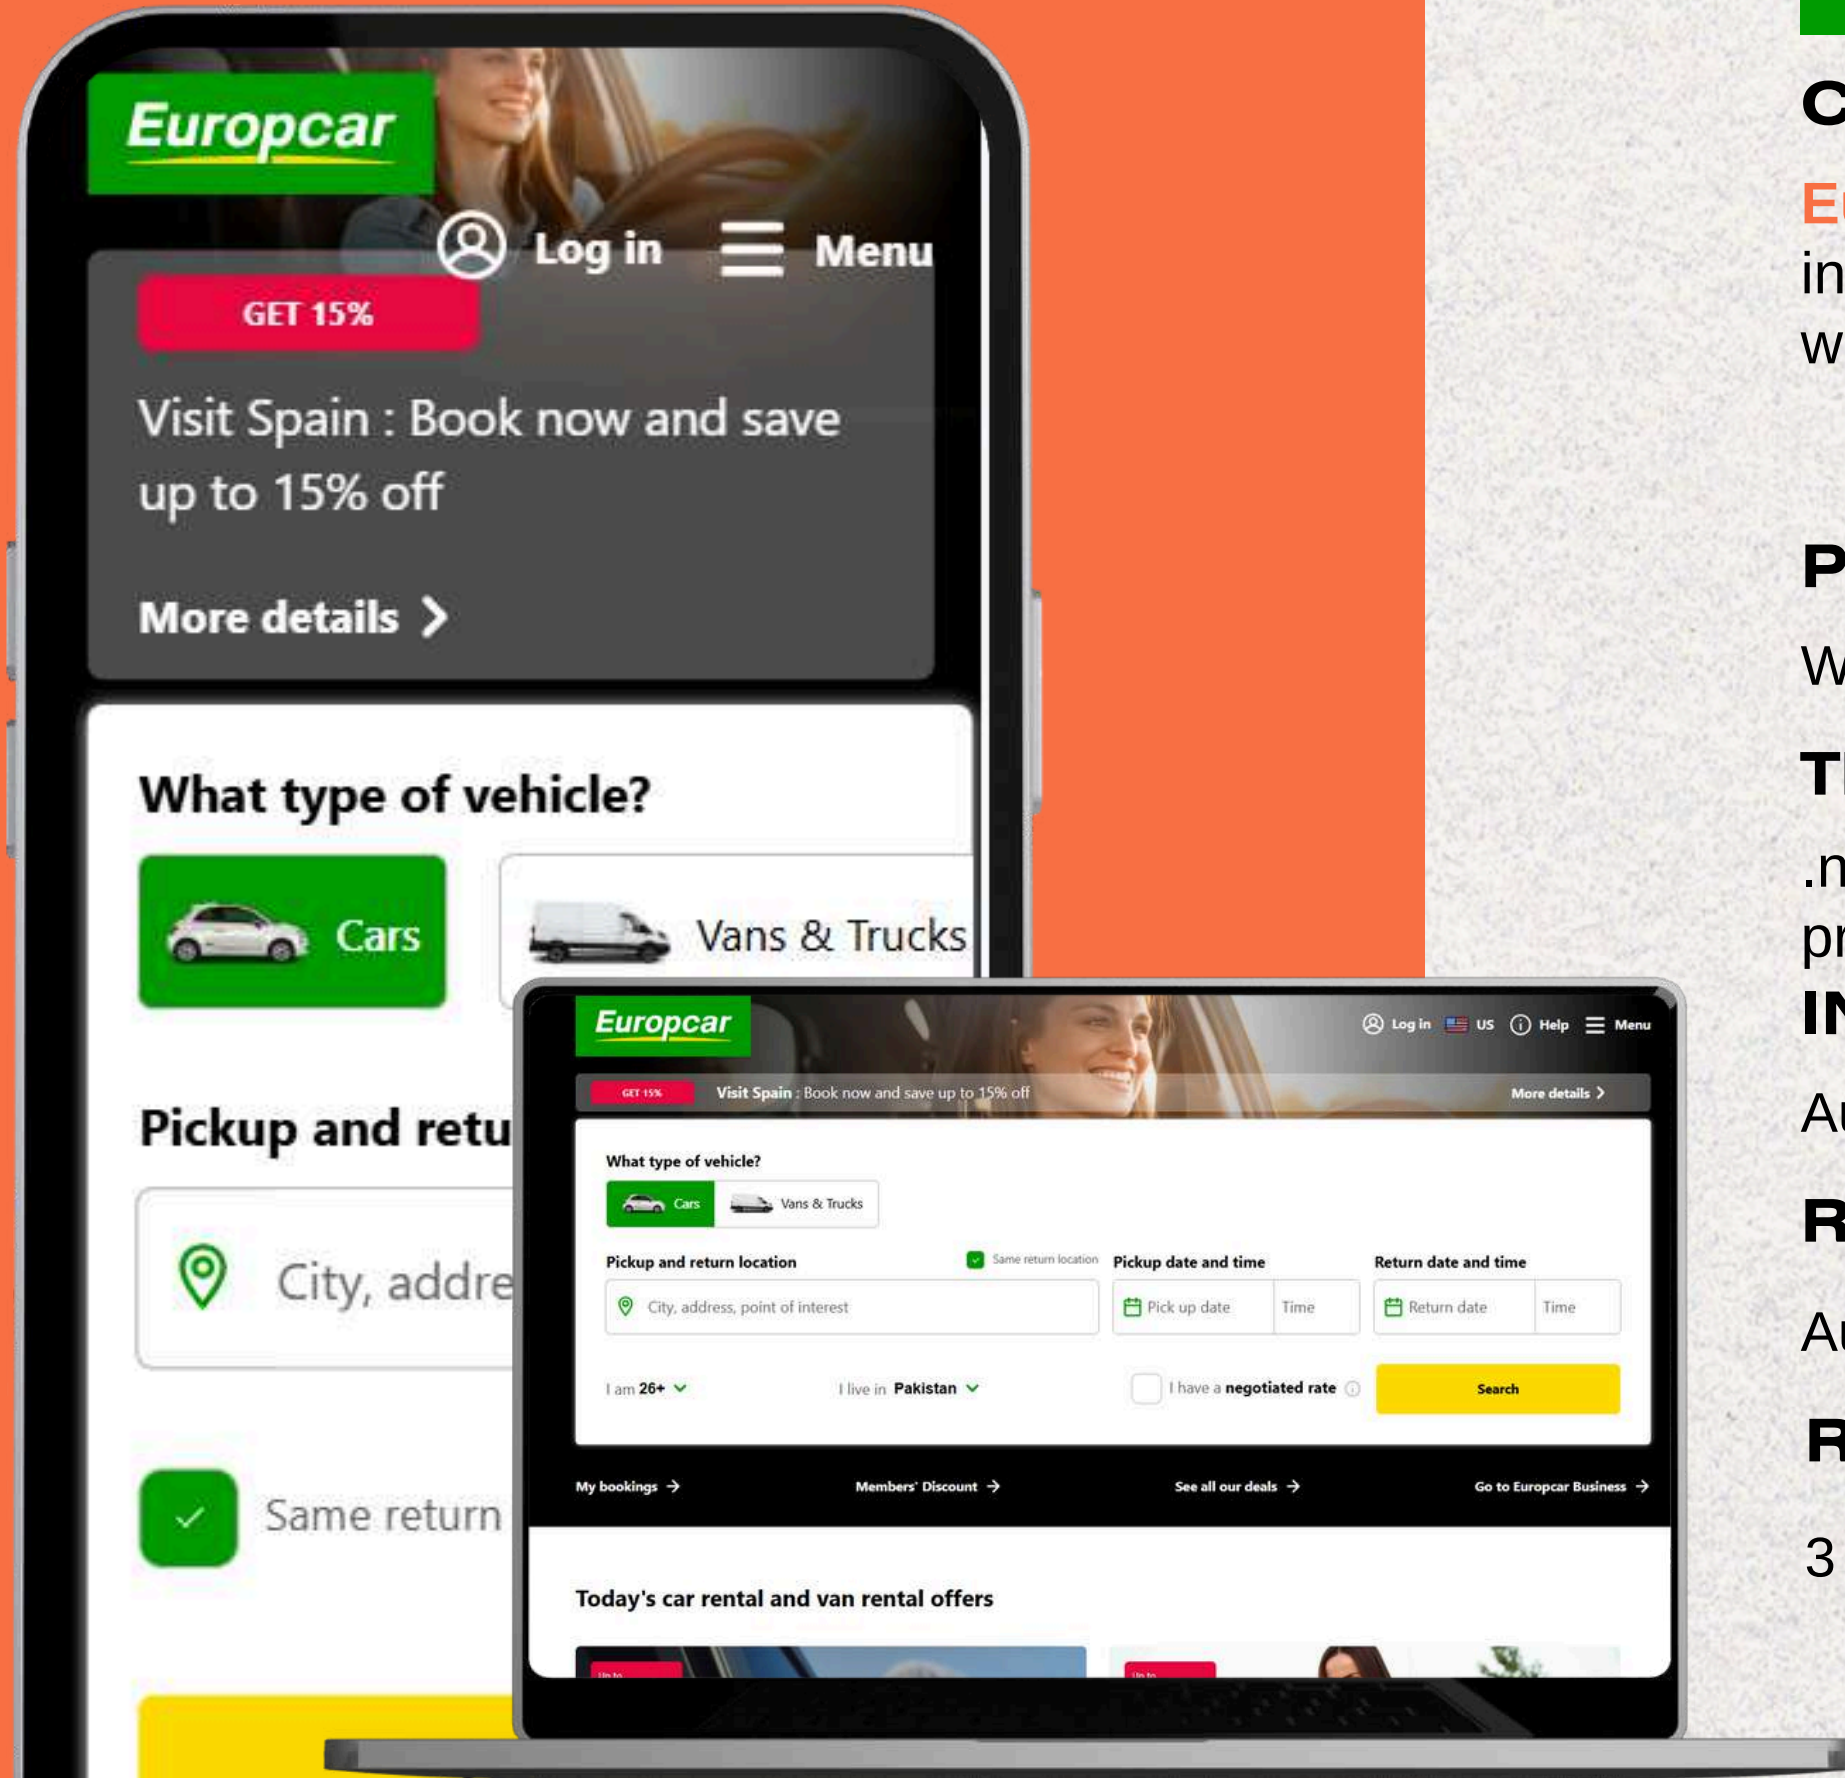 Europcar
Log in
Menu
GET 15%
Visit Spain : Book now and save
up to 15% off
More details
What type of vehicle?
Cars
Vans & Trucks
Pickup and retu
City, addre
Same return
Europcar
Log in US Help Menu
GET 15% Visit Spain : Book now and save up to 15% off More details
What type of vehicle?
Cars Vans & Trucks
Pickup and return location Same return location Pickup date and time Return date and time
City, address, point of interest Pick up date Time Return date Time
I am 26+ I live in Pakistan I have a negotiated rate Search
My bookings Members' Discount See all our deals Go to Europcar Business
Today's car rental and van rental offers
Up to Up to
in
3